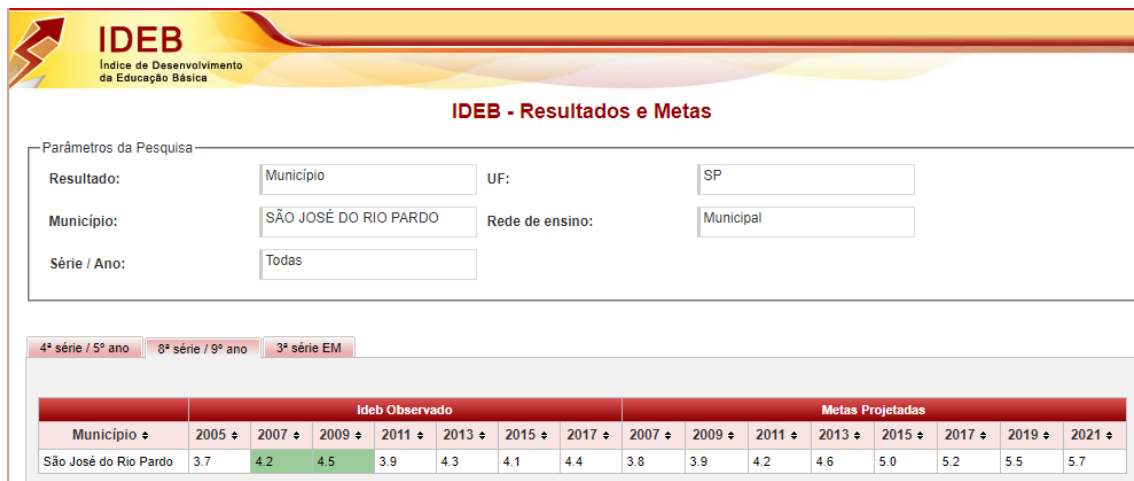 IDEB
Índice de Desenvolvimento
da Educação Básica
IDEB - Resultados e Metas
Parâmetros da Pesquisa
Resultado: Município UF: SP
Município: SÃO JOSÉ DO RIO PARDO Rede de ensino: Municipal
Série / Ano: Todas
4ª série / 5º ano 8ª série / 9º ano 3ª série EM
Ideb Observado Metas Projetadas
Município 2005 2007 2009 2011 2013 2015 2017 2007 2009 2011 2013 2015 2017 2019 2021
São José do Rio Pardo 3.7 4.2 4.5 3.9 4.3 4.1 4.4 3.8 3.9 4.2 4.6 5.0 5.2 5.5 5.7